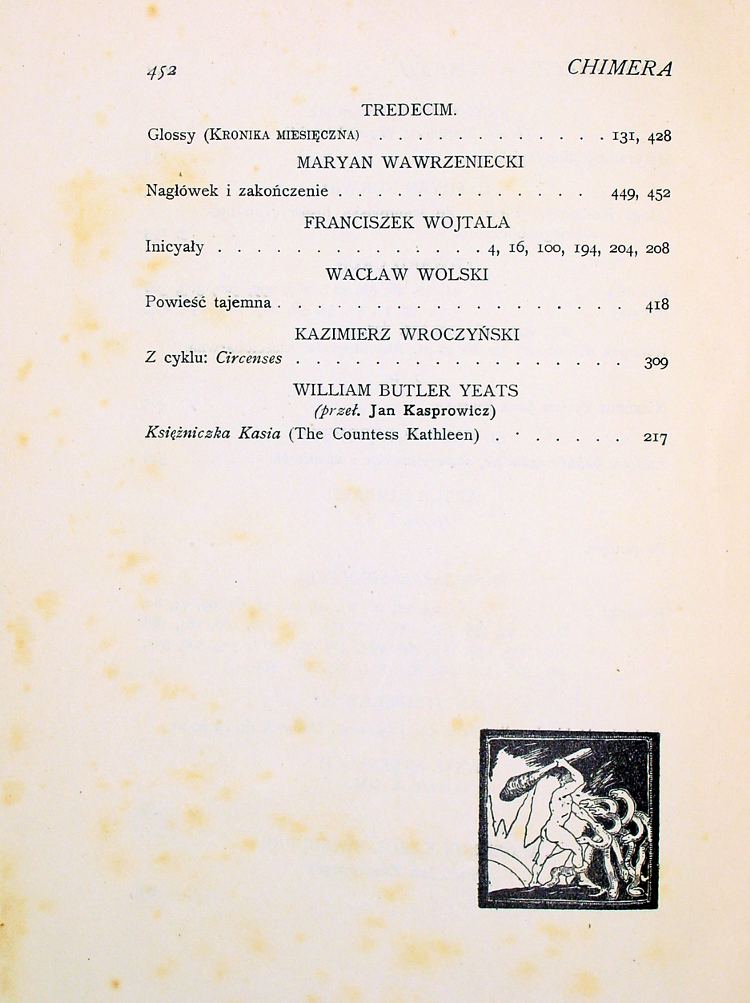 452 CHIMERA
TREDECIM.
Glossy (KRONIKA MIESIĘCZNA) . . . . . . . . . . . . 131, 428
MARYAN WAWRZENIECKI
Nagłówek i zakończenie . . . . . . . . . . . . . 449, 452
FRANCISZEK WOJTALA
Inicyały . . . . . . . . . . . . . . 4, 16, 100, 194, 204, 208
WACŁAW WOLSKI
Powieść tajemna . . . . . . . . . . . . . . . . . . 418
KAZIMIERZ WROCZYŃSKI
Z cyklu: Circenses . . . . . . . . . . . . . . . . . 309
WILLIAM BUTLER YEATS
(przeł. Jan Kasprowicz)
Księżniczka Kasia (The Countess Kathleen) . . . . . . . 217